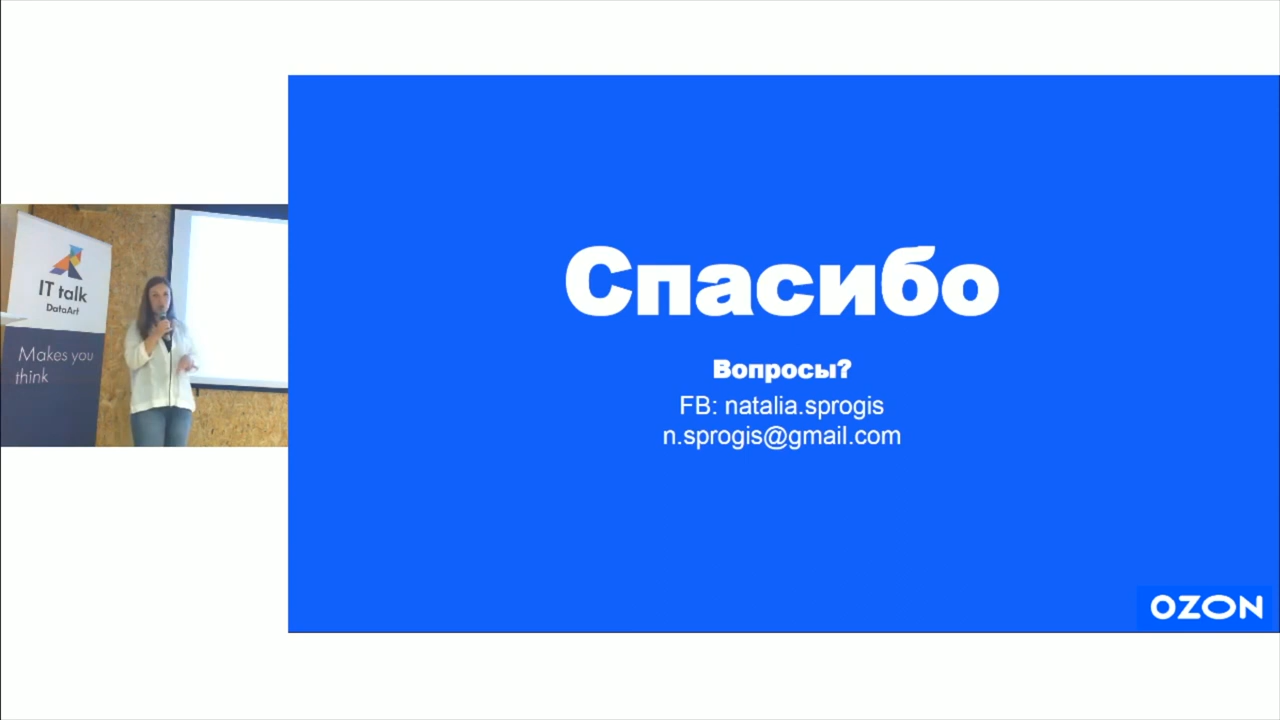 IT talk
DataArt
Makes you
think
Спасибо
Вопросы?
FB: natalia.sprogis
n.sprogis@gmail.com
OZON